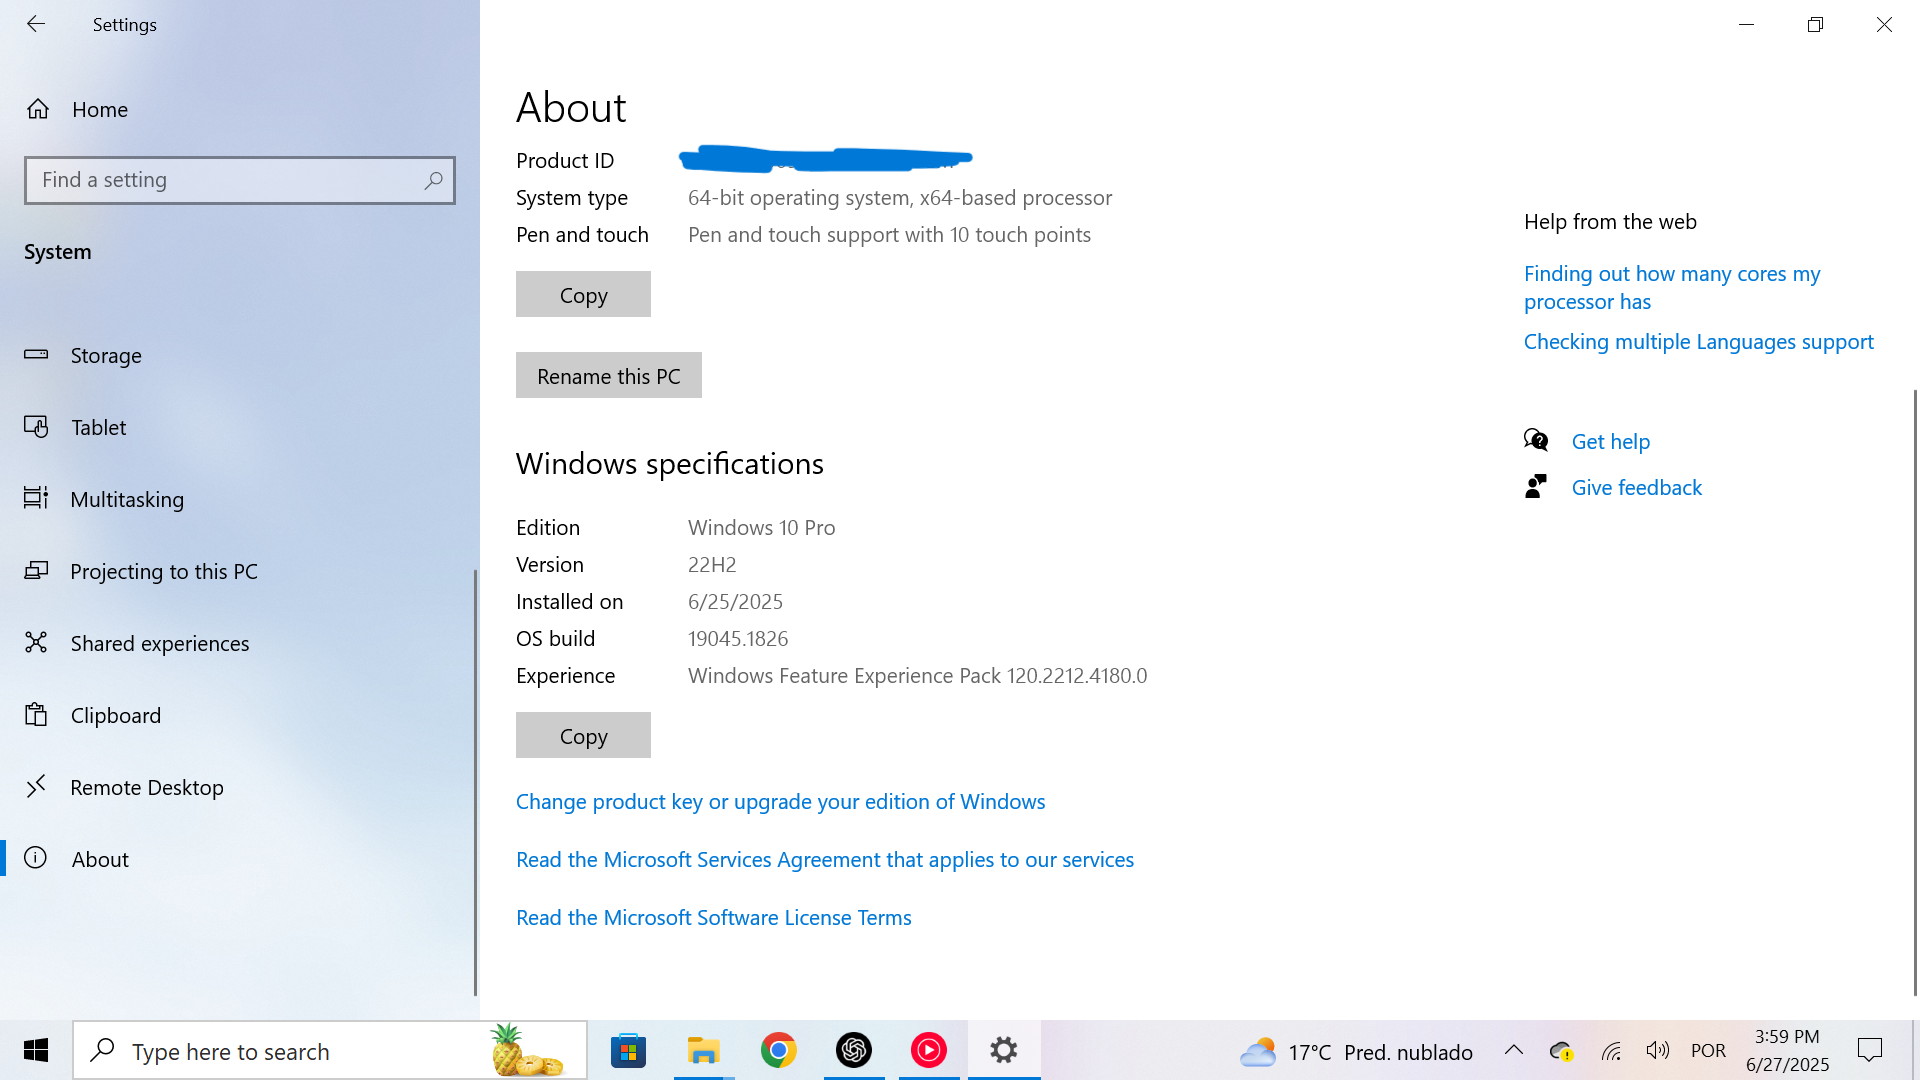 Settings
Home
Find a setting
System
Storage
Tablet
Multitasking
Projecting to this PC
Shared experiences
Clipboard
Remote Desktop
About
About
Product ID
System type 64-bit operating system, x64-based processor
Pen and touch Pen and touch support with 10 touch points
Copy
Rename this PC
Windows specifications
Edition Windows 10 Pro
Version 22H2
Installed on 6/25/2025
OS build 19045.1826
Experience Windows Feature Experience Pack 120.2212.4180.0
Copy
Change product key or upgrade your edition of Windows
Read the Microsoft Services Agreement that applies to our services
Read the Microsoft Software License Terms
Help from the web
Finding out how many cores my
processor has
Checking multiple Languages support
Get help
Give feedback
Type here to search
17°C Pred. nublado
POR
3:59 PM
6/27/2025